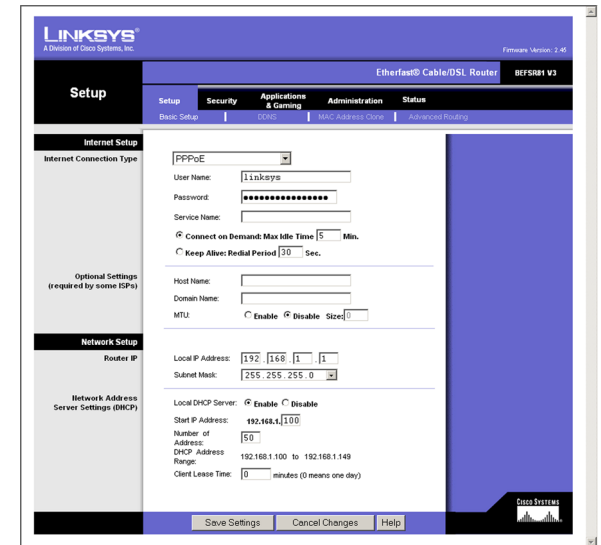 LINKSYS®
A Division of Cisco Systems, Inc.
Firmware Version: 2.45
Etherfast® Cable/DSL Router
BEFSR81 V3
Setup
Setup Security Applications & Gaming Administration Status
Basic Setup | DDNS | MAC Address Clone | Advanced Routing
Internet Setup
Internet Connection Type
PPPoE
User Name: linksys
Password: ••••••••••••••••
Service Name:
Connect on Demand: Max Idle Time 5 Min.
Keep Alive: Redial Period 30 Sec.
Optional Settings
(required by some ISPs)
Host Name:
Domain Name:
MTU: Enable Disable Size: 0
Network Setup
Router IP
Local IP Address: 192 . 168 . 1 . 1
Subnet Mask: 255.255.255.0
Network Address
Server Settings (DHCP)
Local DHCP Server: Enable Disable
Start IP Address: 192.168.1. 100
Number of
Address: 50
DHCP Address
Range: 192.168.1.100 to 192.168.1.149
Client Lease Time: 0 minutes (0 means one day)
CISCO SYSTEMS
Save Settings Cancel Changes Help